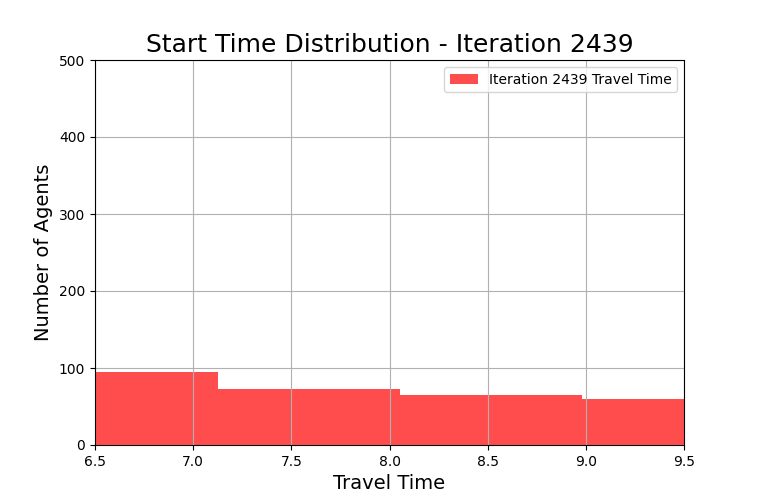 Start Time Distribution - Iteration 2439
Iteration 2439 Travel Time
Number of Agents
500
400
300
200
100
0
6.5 7.0 7.5 8.0 8.5 9.0 9.5
Travel Time